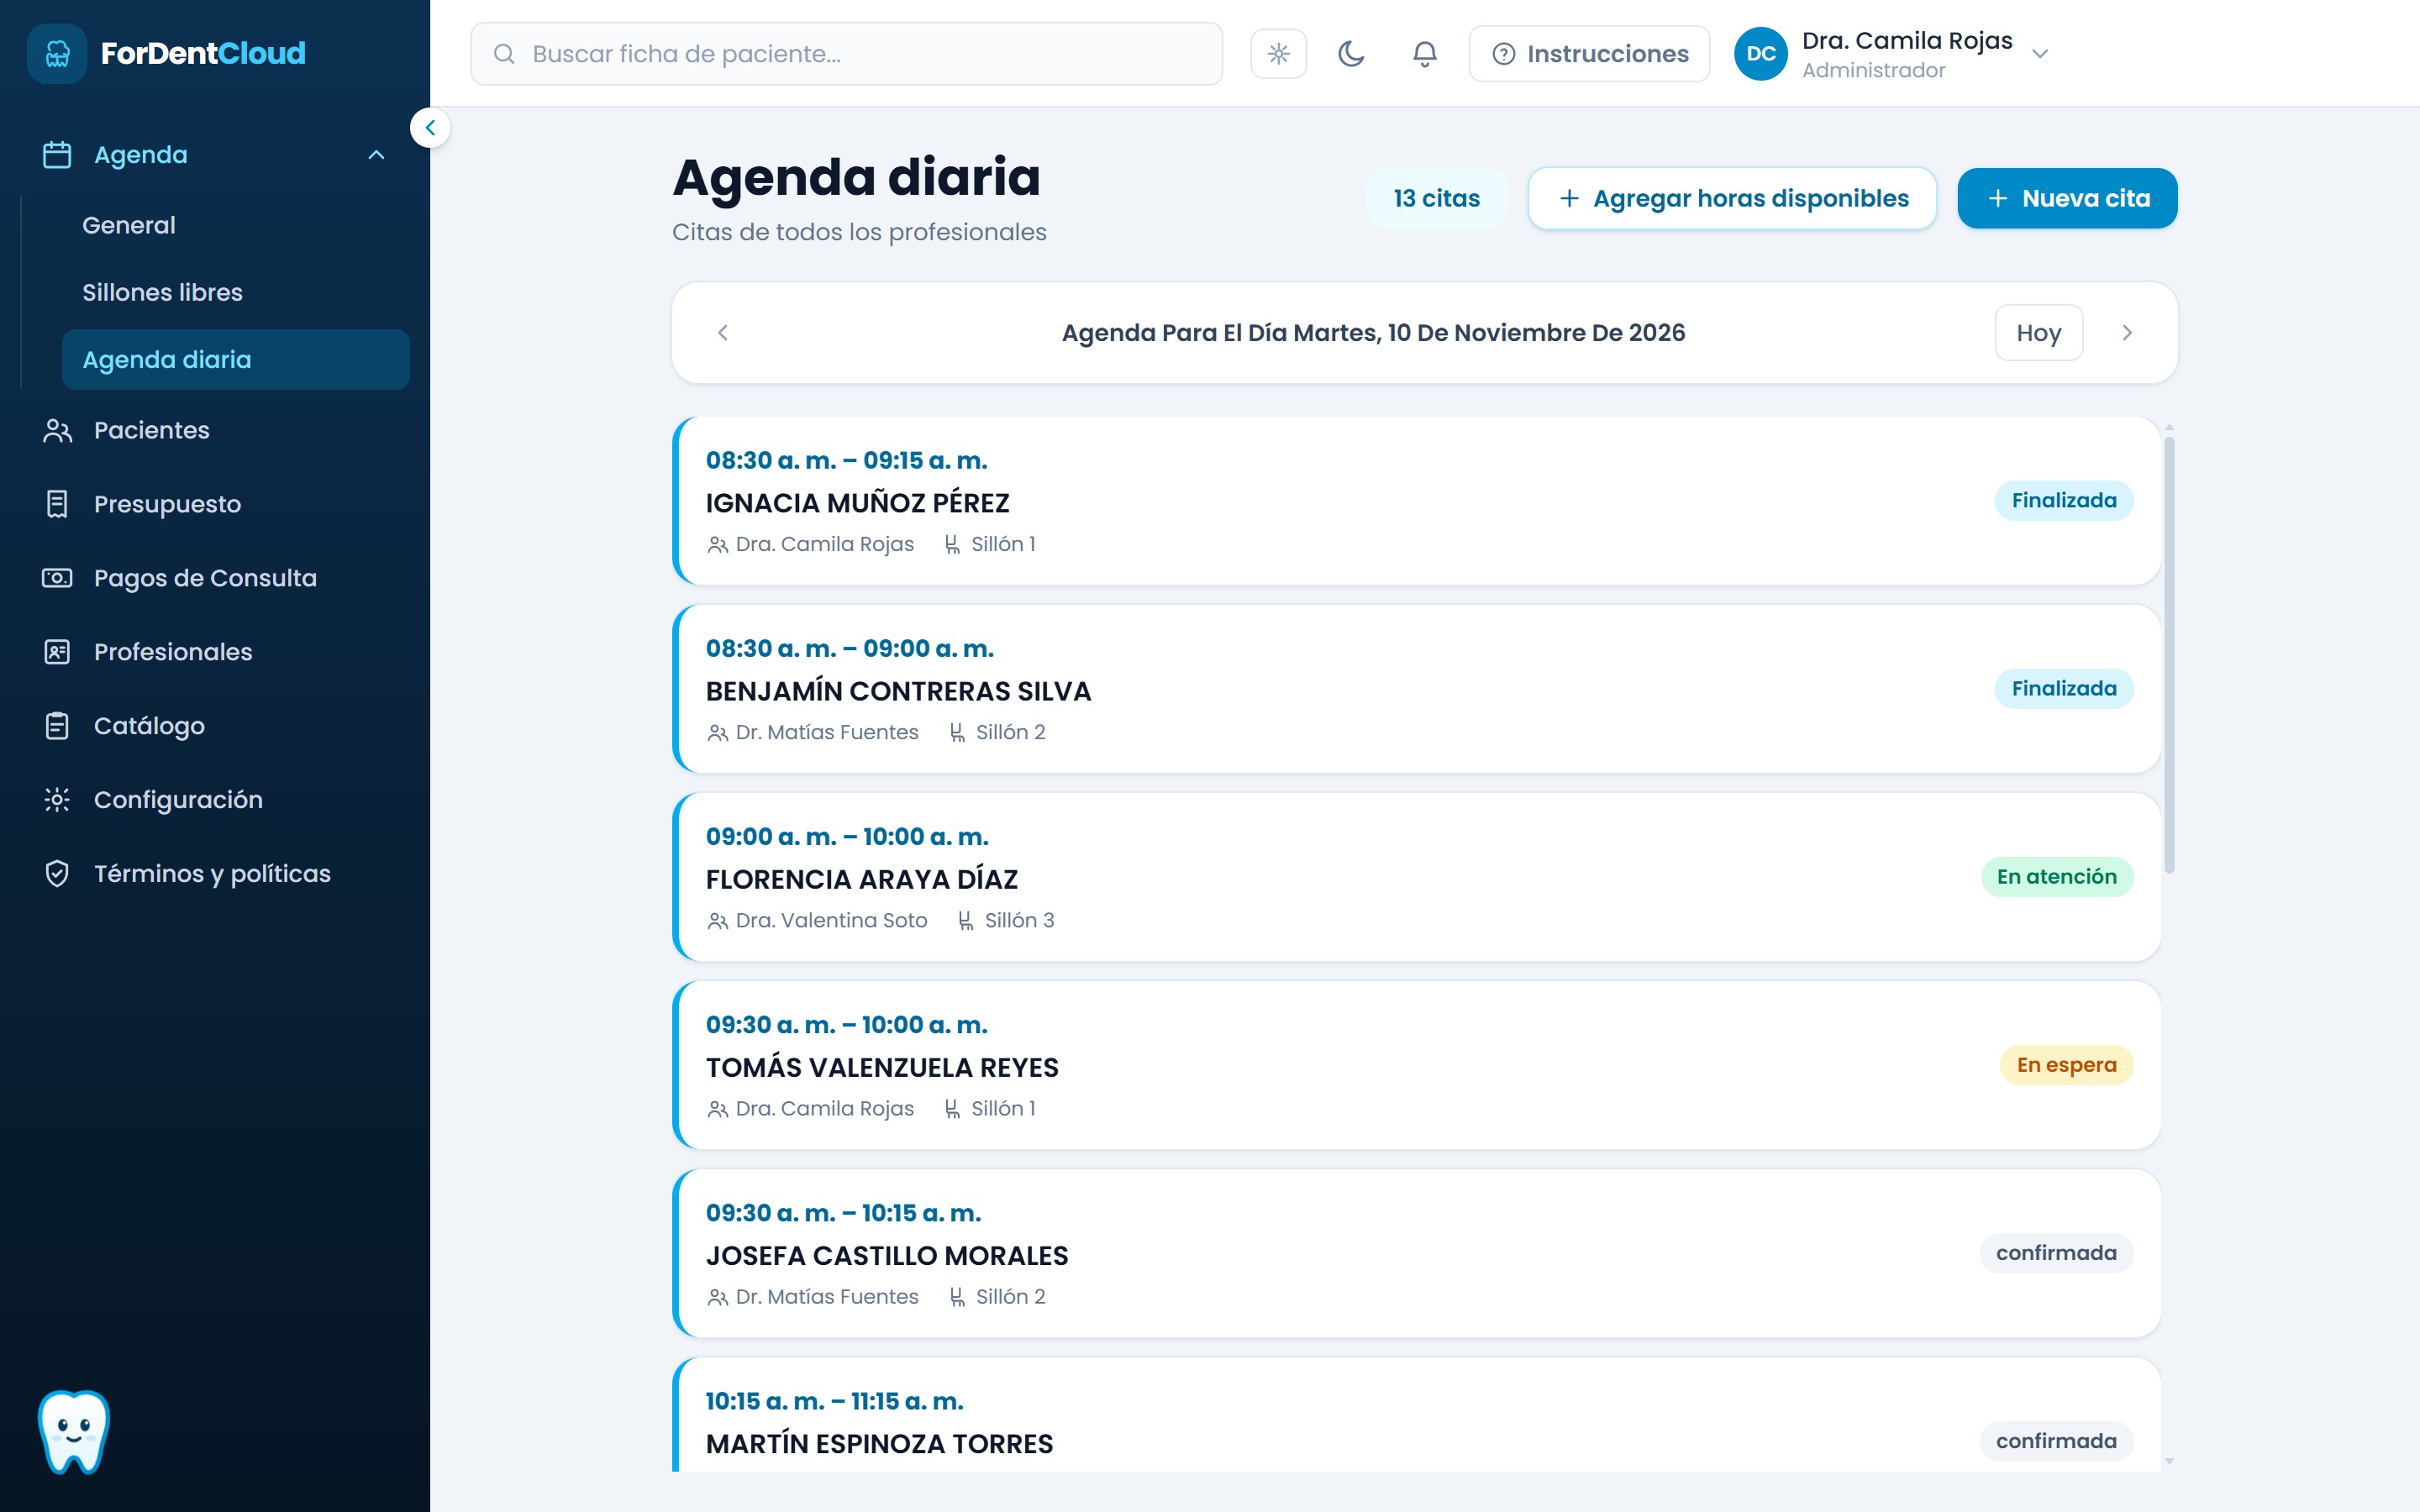 ForDentCloud
Buscar ficha de paciente...
Instrucciones
DC
Dra. Camila Rojas
Administrador
Agenda
General
Sillones libres
Agenda diaria
Pacientes
Presupuesto
Pagos de Consulta
Profesionales
Catálogo
Configuración
Términos y políticas
Agenda diaria
Citas de todos los profesionales
13 citas
+ Agregar horas disponibles
+ Nueva cita
Agenda Para El Día Martes, 10 De Noviembre De 2026
Hoy
08:30 a. m. – 09:15 a. m.
IGNACIA MUÑOZ PÉREZ
Dra. Camila Rojas Sillón 1
Finalizada
08:30 a. m. – 09:00 a. m.
BENJAMÍN CONTRERAS SILVA
Dr. Matías Fuentes Sillón 2
Finalizada
09:00 a. m. – 10:00 a. m.
FLORENCIA ARAYA DÍAZ
Dra. Valentina Soto Sillón 3
En atención
09:30 a. m. – 10:00 a. m.
TOMÁS VALENZUELA REYES
Dra. Camila Rojas Sillón 1
En espera
09:30 a. m. – 10:15 a. m.
JOSEFA CASTILLO MORALES
Dr. Matías Fuentes Sillón 2
confirmada
10:15 a. m. – 11:15 a. m.
MARTÍN ESPINOZA TORRES
confirmada